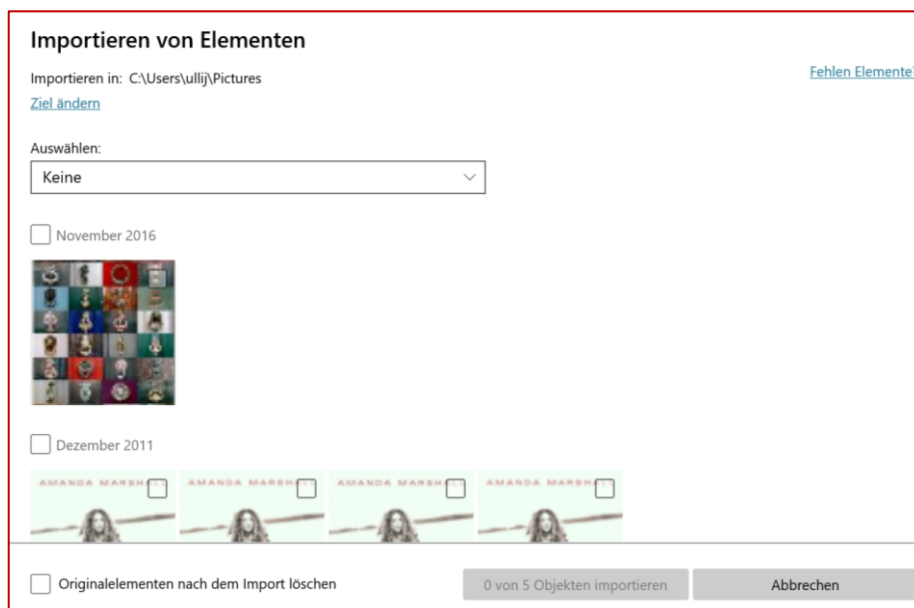 Importieren von Elementen
Importieren in: C:\Users\ullij\Pictures
Fehlen Elemente?
Ziel ändern
Auswählen:
Keine
November 2016
Dezember 2011
AMANDA MARSHALL AMANDA MARSHALL AMANDA MARSHALL AMANDA MARSHALL
Originalelementen nach dem Import löschen
0 von 5 Objekten importieren
Abbrechen